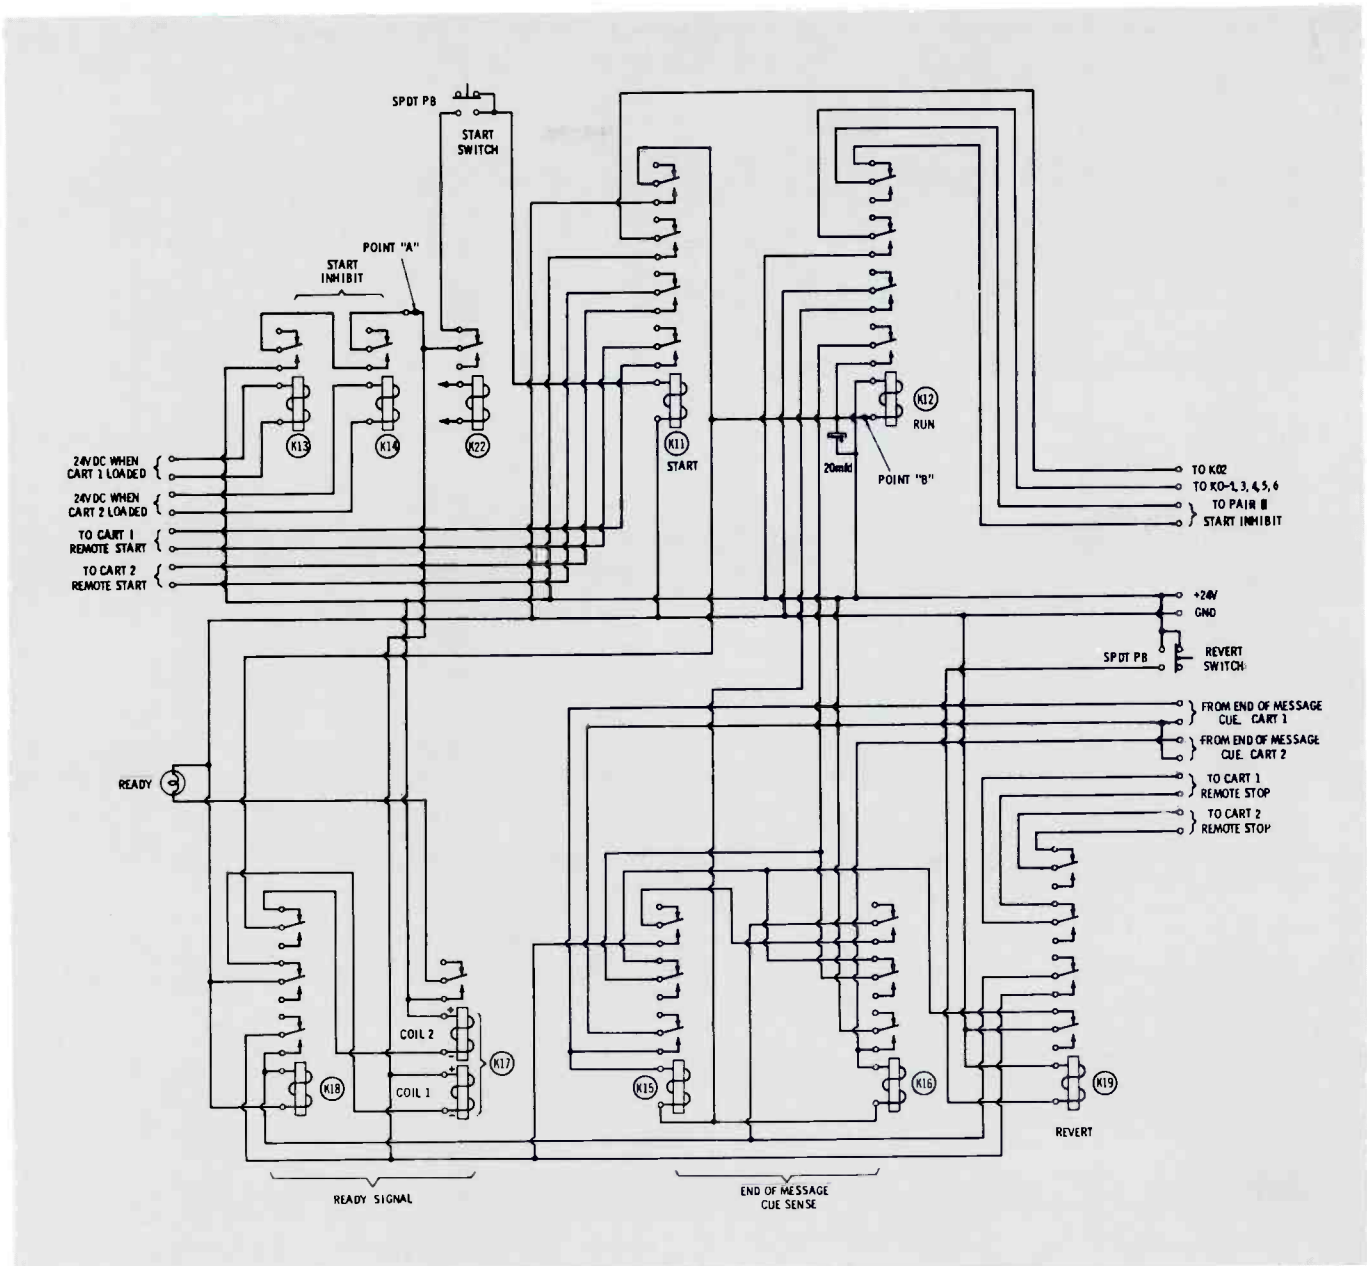 SPDT PB
START
SWITCH
POINT "A"
START
INHIBIT
K13
K14
K22
K11
START
K12
RUN
20mfd
POINT "B"
24VDC WHEN
CART 1 LOADED
24VDC WHEN
CART 2 LOADED
TO CART 1
REMOTE START
TO CART 2
REMOTE START
TO K02
TO KO-1, 3, 4, 5, 6
TO PAIR II
START INHIBIT
+24V
GND
SPDT PB
REVERT
SWITCH
FROM END OF MESSAGE
CUE. CART 1
FROM END OF MESSAGE
CUE. CART 2
TO CART 1
REMOTE STOP
TO CART 2
REMOTE STOP
READY
+
COIL 2
-
+
COIL 1
-
K17
K18
K15
K16
K19
REVERT
READY SIGNAL
END OF MESSAGE
CUE SENSE